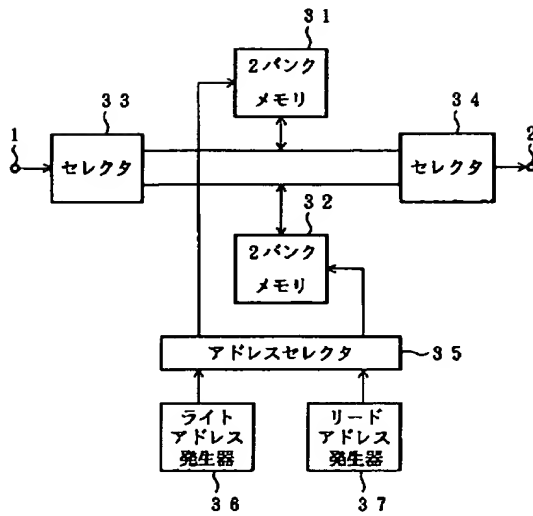 31
2バンク
メモリ
33
34
1
セレクタ
セレクタ
2
32
2バンク
メモリ
アドレスセレクタ
35
ライト
アドレス
発生器
リード
アドレス
発生器
36
37